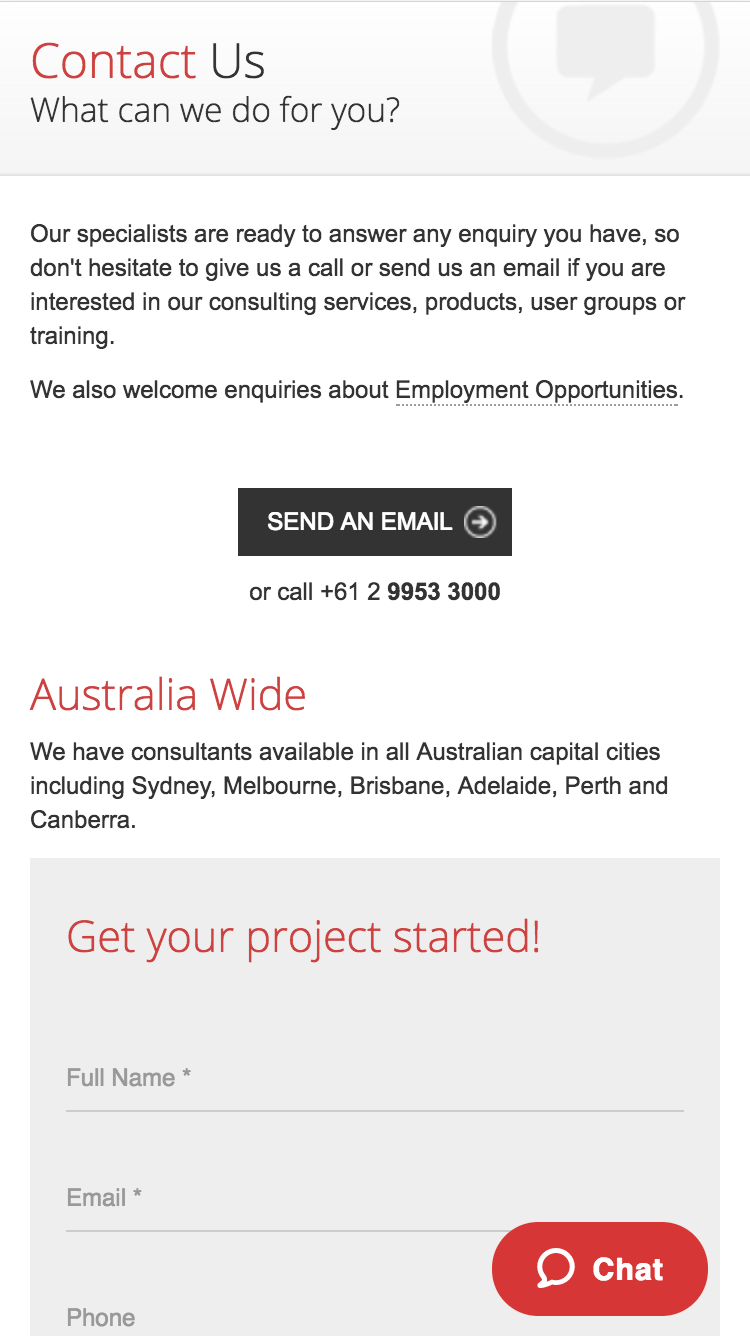 Contact Us
What can we do for you?
Our specialists are ready to answer any enquiry you have, so
don't hesitate to give us a call or send us an email if you are
interested in our consulting services, products, user groups or
training.
We also welcome enquiries about Employment Opportunities.
SEND AN EMAIL
or call +61 2 9953 3000
Australia Wide
We have consultants available in all Australian capital cities
including Sydney, Melbourne, Brisbane, Adelaide, Perth and
Canberra.
Get your project started!
Full Name *
Email *
Chat
Phone